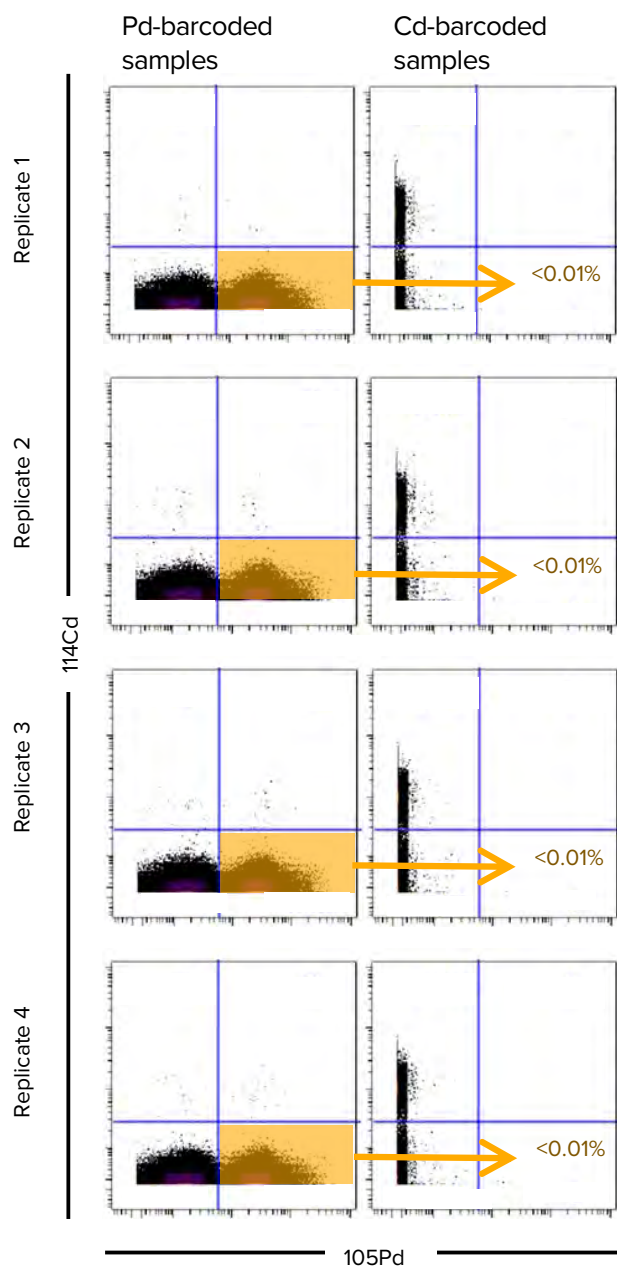 Pd-barcoded
samples
Cd-barcoded
samples
Replicate 1
<0.01%
Replicate 2
<0.01%
114Cd
Replicate 3
<0.01%
Replicate 4
<0.01%
105Pd